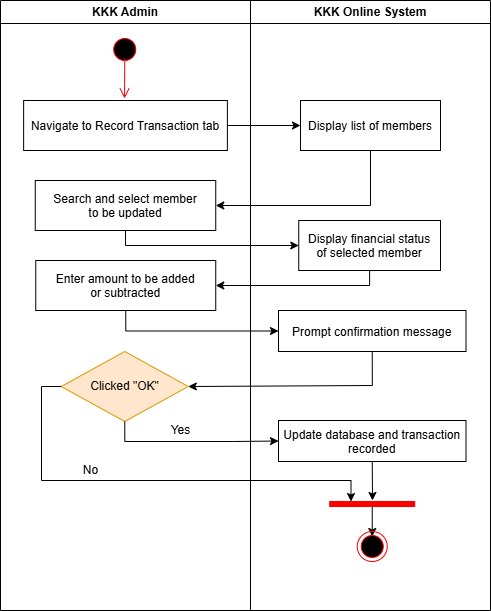 KKK Admin
KKK Online System
Navigate to Record Transaction tab
Display list of members
Search and select member
to be updated
Display financial status
of selected member
Enter amount to be added
or subtracted
Prompt confirmation message
Clicked "OK"
Yes
Update database and transaction
recorded
No